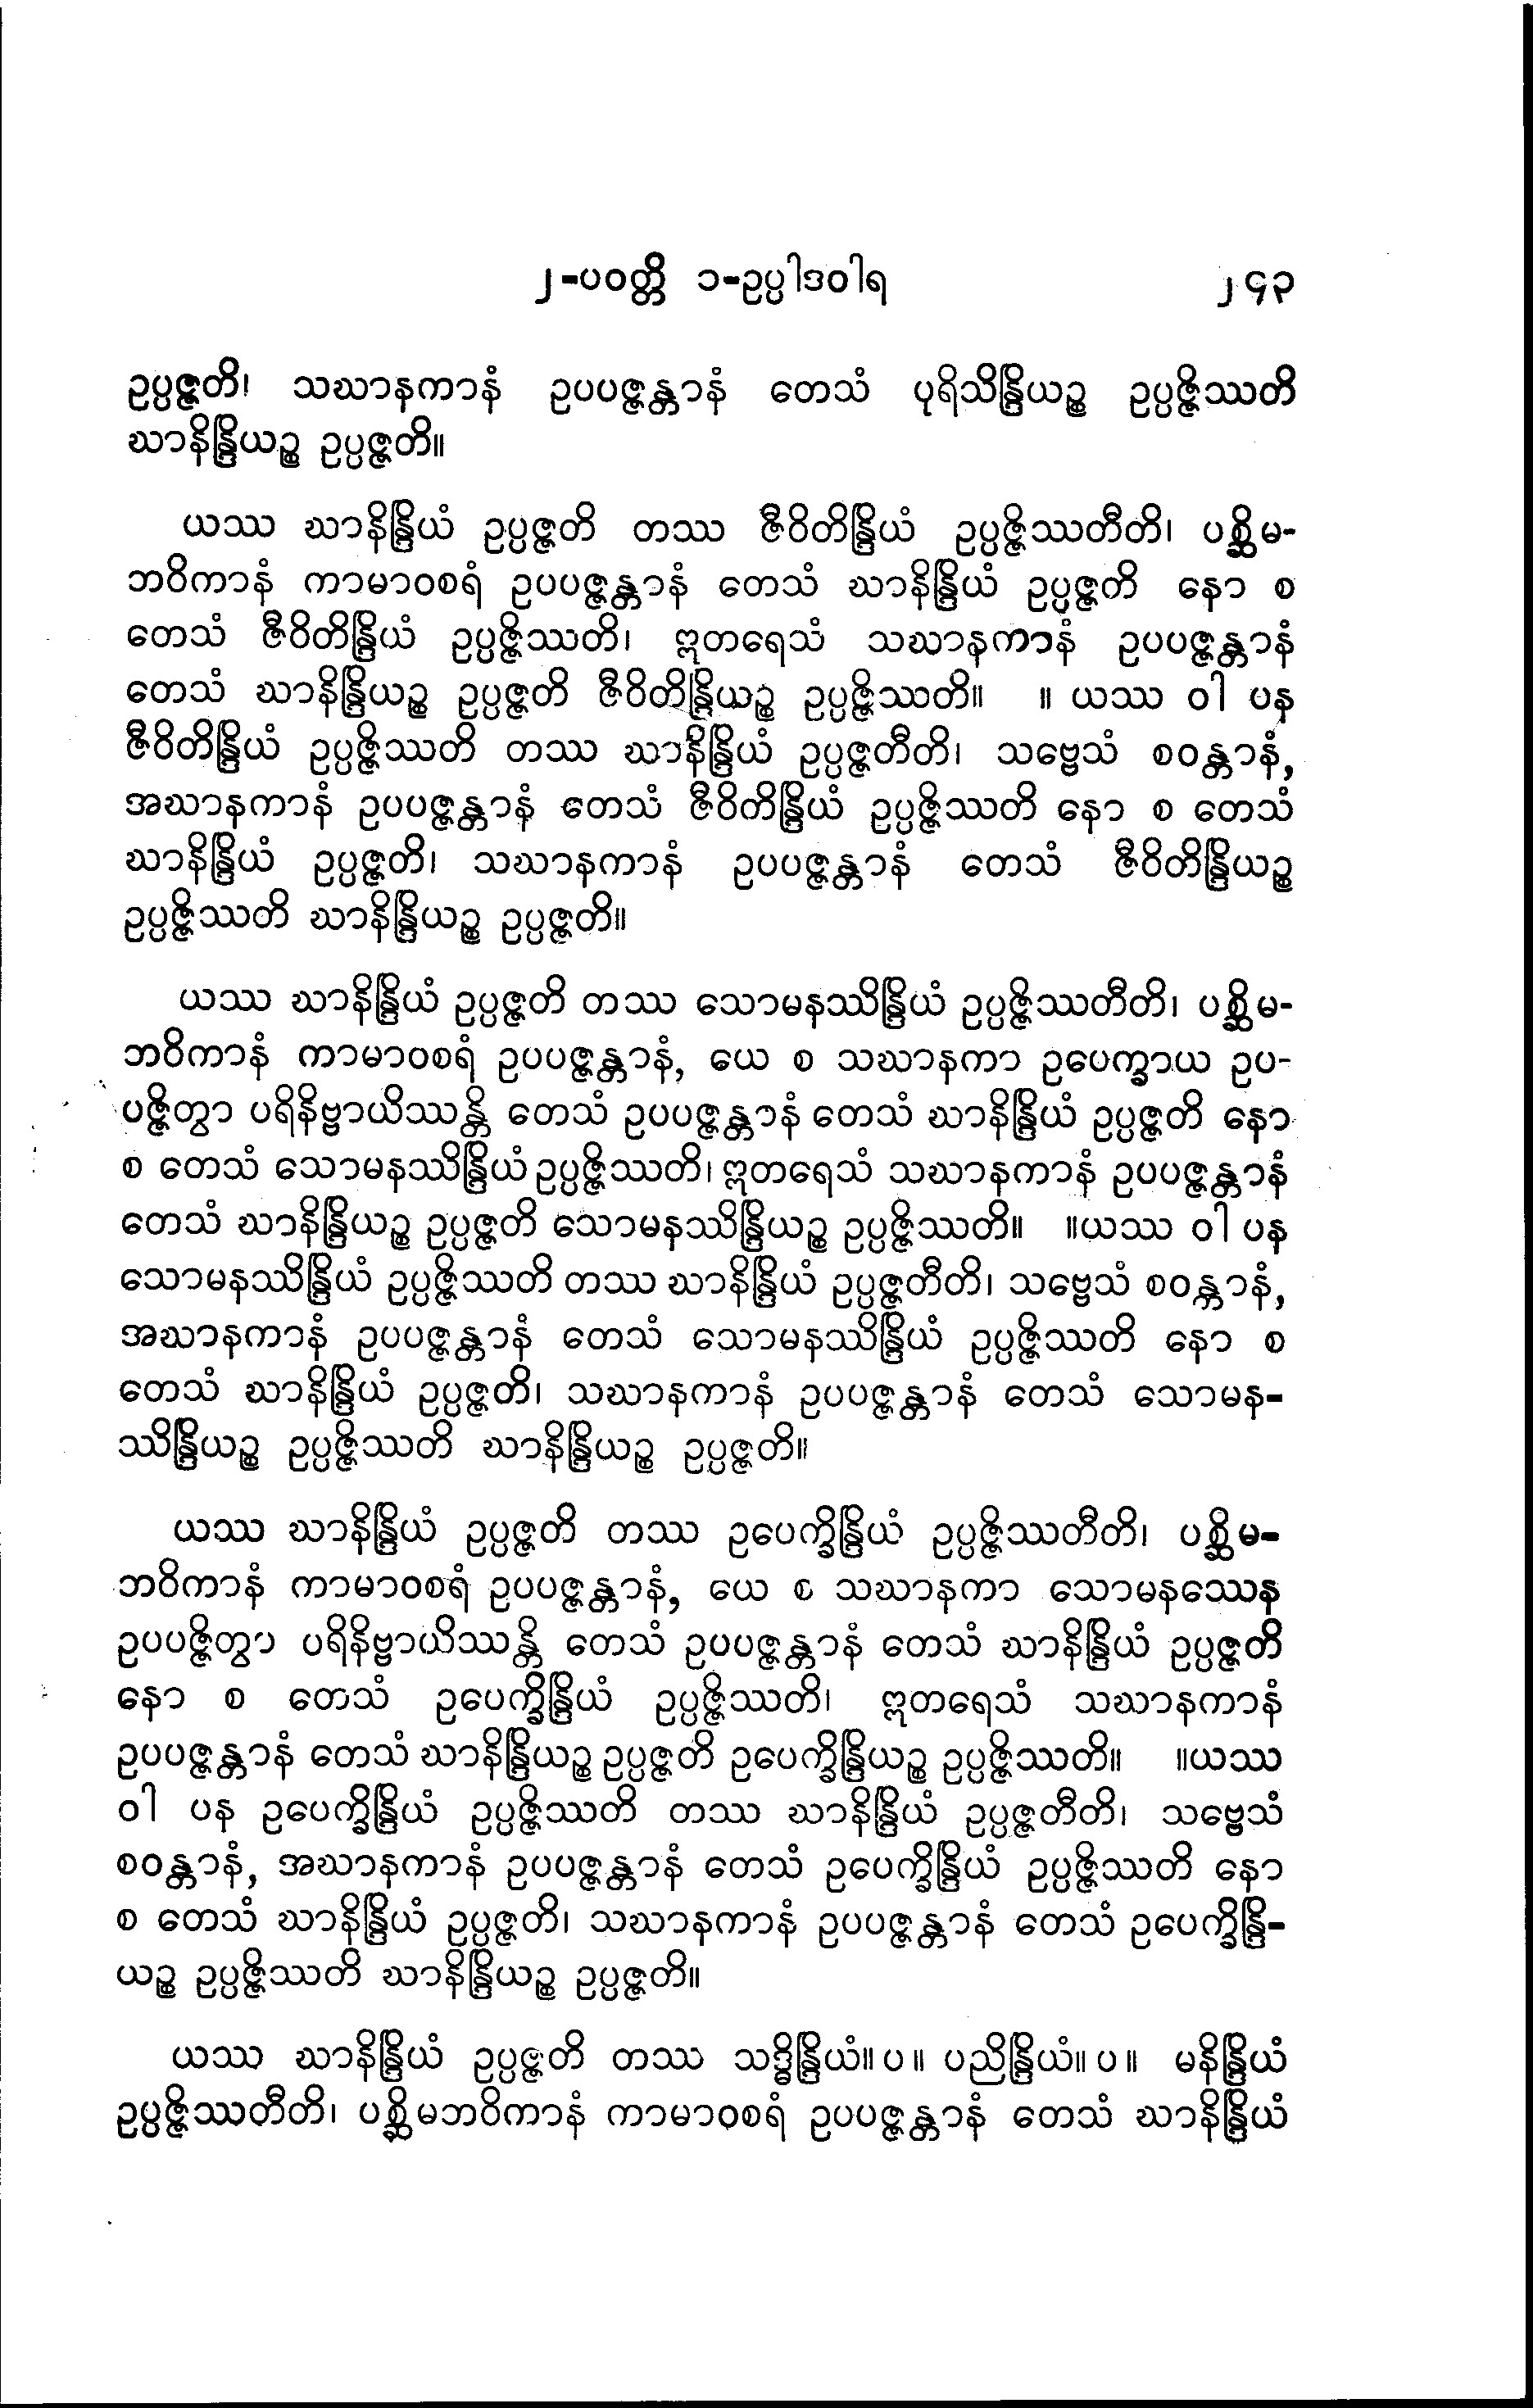 ၂-ပဝတ္တိ ၁-ဥပ္ပါဒဝါရ ၂၄၃
ဥပ္ပဇ္ဇတိ၊ သဃာနကာနံ ဥပပဇ္ဇန္တာနံ တေသံ ပုရိသိန္ဒြိယဉ္စ ဥပ္ပဇ္ဇိဿတိ
ဃာနိန္ဒြိယဉ္စ ဥပ္ပဇ္ဇတိ။
ယဿ ဃာနိန္ဒြိယံ ဥပ္ပဇ္ဇတိ တဿ ဇီဝိတိန္ဒြိယံ ဥပ္ပဇ္ဇိဿတီတိ၊ ပစ္ဆိမ-
ဘဝိကာနံ ကာမာဝစရံ ဥပပဇ္ဇန္တာနံ တေသံ ဃာနိန္ဒြိယံ ဥပ္ပဇ္ဇတိ နော စ
တေသံ ဇီဝိတိန္ဒြိယံ ဥပ္ပဇ္ဇိဿတိ၊ ဣတရေသံ သဃာနကာနံ ဥပပဇ္ဇန္တာနံ
တေသံ ဃာနိန္ဒြိယဉ္စ ဥပ္ပဇ္ဇတိ ဇီဝိတိန္ဒြိယဉ္စ ဥပ္ပဇ္ဇိဿတိ။ ။ ယဿ ဝါ ပန
ဇီဝိတိန္ဒြိယံ ဥပ္ပဇ္ဇိဿတိ တဿ ဃာနိန္ဒြိယံ ဥပ္ပဇ္ဇတီတိ၊ သဗ္ဗေသံ စဝန္တာနံ,
အဃာနကာနံ ဥပပဇ္ဇန္တာနံ တေသံ ဇီဝိတိန္ဒြိယံ ဥပ္ပဇ္ဇိဿတိ နော စ တေသံ
ဃာနိန္ဒြိယံ ဥပ္ပဇ္ဇတိ၊ သဃာနကာနံ ဥပပဇ္ဇန္တာနံ တေသံ ဇီဝိတိန္ဒြိယဉ္စ
ဥပ္ပဇ္ဇိဿတိ ဃာနိန္ဒြိယဉ္စ ဥပ္ပဇ္ဇတိ။
ယဿ ဃာနိန္ဒြိယံ ဥပ္ပဇ္ဇတိ တဿ သောမနဿိန္ဒြိယံ ဥပ္ပဇ္ဇိဿတီတိ၊ ပစ္ဆိမ-
ဘဝိကာနံ ကာမာဝစရံ ဥပပဇ္ဇန္တာနံ, ယေ စ သဃာနကာ ဥပေက္ခာယ ဥပ-
ပဇ္ဇိတွာ ပရိနိဗ္ဗာယိဿန္တိ တေသံ ဥပပဇ္ဇန္တာနံ တေသံ ဃာနိန္ဒြိယံ ဥပ္ပဇ္ဇတိ နော
စ တေသံ သောမနဿိန္ဒြိယံ ဥပ္ပဇ္ဇိဿတိ၊ ဣတရေသံ သဃာနကာနံ ဥပပဇ္ဇန္တာနံ
တေသံ ဃာနိန္ဒြိယဉ္စ ဥပ္ပဇ္ဇတိ သောမနဿိန္ဒြိယဉ္စ ဥပ္ပဇ္ဇိဿတိ။ ။ယဿ ဝါ ပန
သောမနဿိန္ဒြိယံ ဥပ္ပဇ္ဇိဿတိ တဿ ဃာနိန္ဒြိယံ ဥပ္ပဇ္ဇတီတိ၊ သဗ္ဗေသံ စဝန္တာနံ,
အဃာနကာနံ ဥပပဇ္ဇန္တာနံ တေသံ သောမနဿိန္ဒြိယံ ဥပ္ပဇ္ဇိဿတိ နော စ
တေသံ ဃာနိန္ဒြိယံ ဥပ္ပဇ္ဇတိ၊ သဃာနကာနံ ဥပပဇ္ဇန္တာနံ တေသံ သောမန-
ဿိန္ဒြိယဉ္စ ဥပ္ပဇ္ဇိဿတိ ဃာနိန္ဒြိယဉ္စ ဥပ္ပဇ္ဇတိ။
ယဿ ဃာနိန္ဒြိယံ ဥပ္ပဇ္ဇတိ တဿ ဥပေက္ခိန္ဒြိယံ ဥပ္ပဇ္ဇိဿတီတိ၊ ပစ္ဆိမ-
ဘဝိကာနံ ကာမာဝစရံ ဥပပဇ္ဇန္တာနံ, ယေ စ သဃာနကာ သောမနဿေန
ဥပပဇ္ဇိတွာ ပရိနိဗ္ဗာယိဿန္တိ တေသံ ဥပပဇ္ဇန္တာနံ တေသံ ဃာနိန္ဒြိယံ ဥပ္ပဇ္ဇတိ
နော စ တေသံ ဥပေက္ခိန္ဒြိယံ ဥပ္ပဇ္ဇိဿတိ၊ ဣတရေသံ သဃာနကာနံ
ဥပပဇ္ဇန္တာနံ တေသံ ဃာနိန္ဒြိယဉ္စ ဥပ္ပဇ္ဇတိ ဥပေက္ခိန္ဒြိယဉ္စ ဥပ္ပဇ္ဇိဿတိ။ ။ယဿ
ဝါ ပန ဥပေက္ခိန္ဒြိယံ ဥပ္ပဇ္ဇိဿတိ တဿ ဃာနိန္ဒြိယံ ဥပ္ပဇ္ဇတီတိ၊ သဗ္ဗေသံ
စဝန္တာနံ, အဃာနကာနံ ဥပပဇ္ဇန္တာနံ တေသံ ဥပေက္ခိန္ဒြိယံ ဥပ္ပဇ္ဇိဿတိ နော
စ တေသံ ဃာနိန္ဒြိယံ ဥပ္ပဇ္ဇတိ၊ သဃာနကာနံ ဥပပဇ္ဇန္တာနံ တေသံ ဥပေက္ခိန္ဒြိ-
ယဉ္စ ဥပ္ပဇ္ဇိဿတိ ဃာနိန္ဒြိယဉ္စ ဥပ္ပဇ္ဇတိ။
ယဿ ဃာနိန္ဒြိယံ ဥပ္ပဇ္ဇတိ တဿ သဒ္ဓိန္ဒြိယံ။ ပ ။ ပညိန္ဒြိယံ။ ပ ။ မနိန္ဒြိယံ
ဥပ္ပဇ္ဇိဿတီတိ၊ ပစ္ဆိမဘဝိကာနံ ကာမာဝစရံ ဥပပဇ္ဇန္တာနံ တေသံ ဃာနိန္ဒြိယံ